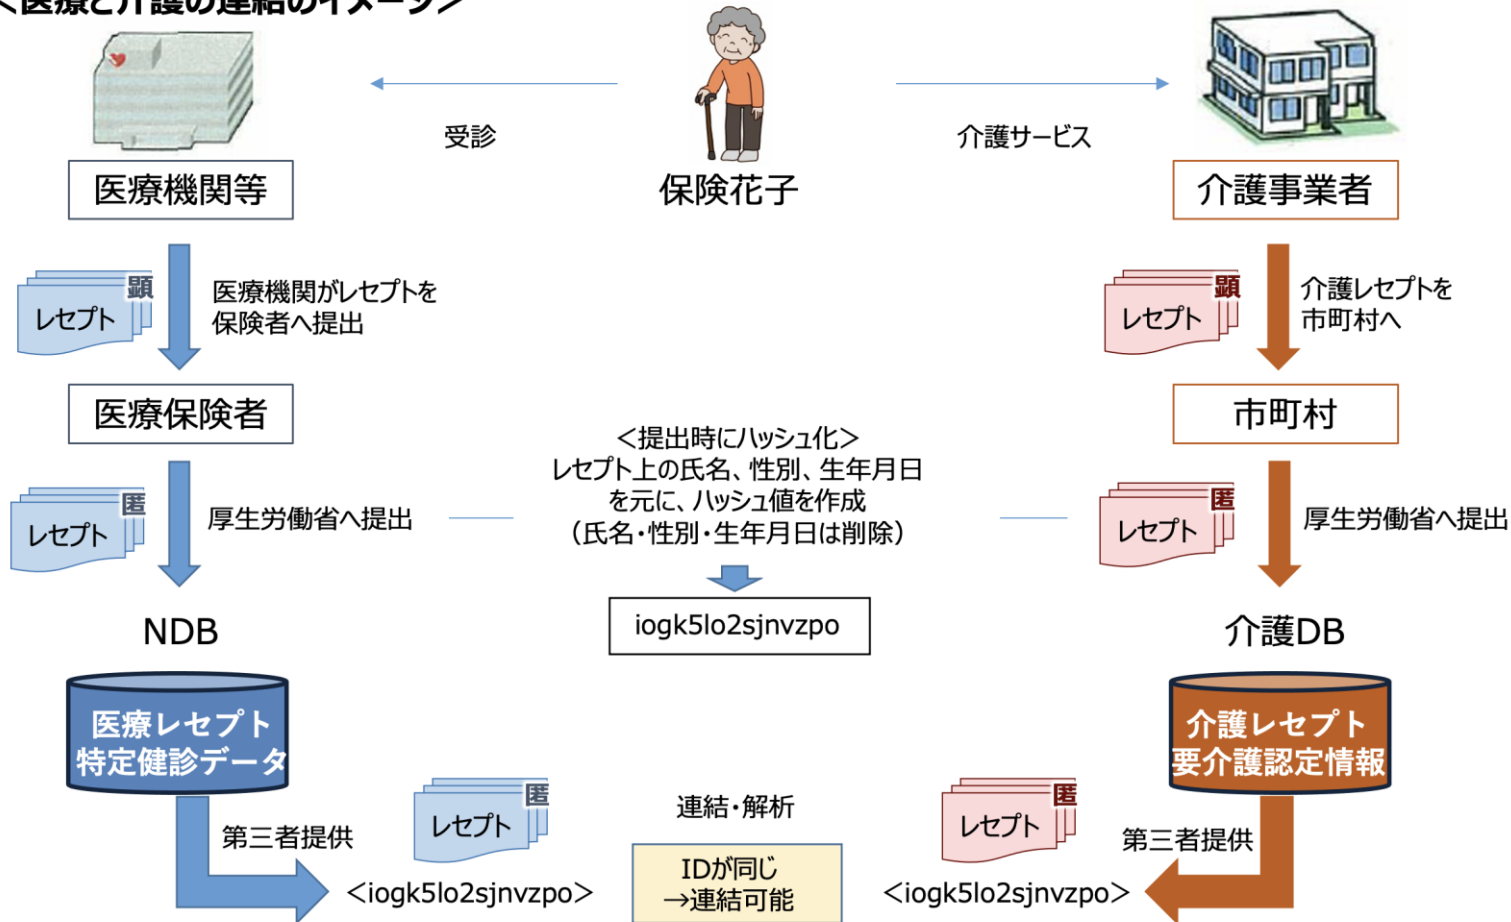 ＜医療と介護の連結のイメージ＞
受診
介護サービス
医療機関等
保険花子
介護事業者
顕
レセプト
医療機関がレセプトを
保険者へ提出
顕
レセプト
介護レセプトを
市町村へ
医療保険者
市町村
＜提出時にハッシュ化＞
レセプト上の氏名、性別、生年月日
を元に、ハッシュ値を作成
（氏名・性別・生年月日は削除）
匿
レセプト
厚生労働省へ提出
匿
レセプト
厚生労働省へ提出
iogk5lo2sjnvzpo
NDB
介護DB
医療レセプト
特定健診データ
介護レセプト
要介護認定情報
第三者提供
匿
レセプト
連結・解析
匿
レセプト
第三者提供
＜iogk5lo2sjnvzpo＞
IDが同じ
→連結可能
＜iogk5lo2sjnvzpo＞